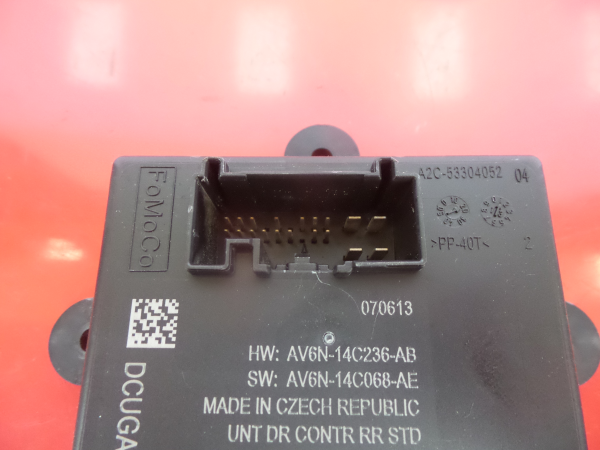 FoMoCo
A2C-53304052 04
>PP-40T< 2
070613
HW: AV6N-14C236-AB
SW: AV6N-14C068-AE
MADE IN CZECH REPUBLIC
UNT DR CONTR RR STD
DCUGA